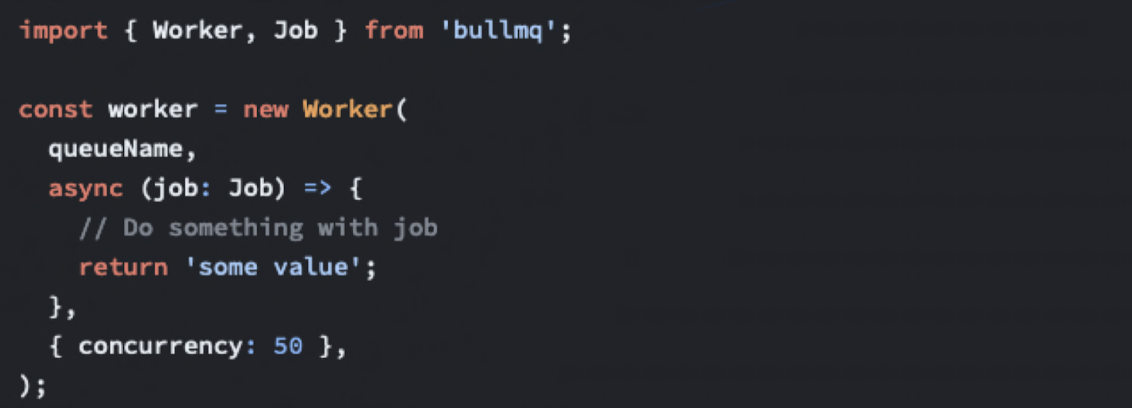 import { Worker, Job } from 'bullmq';
const worker = new Worker(
queueName,
async (job: Job) => {
// Do something with job
return 'some value';
},
{ concurrency: 50 },
);